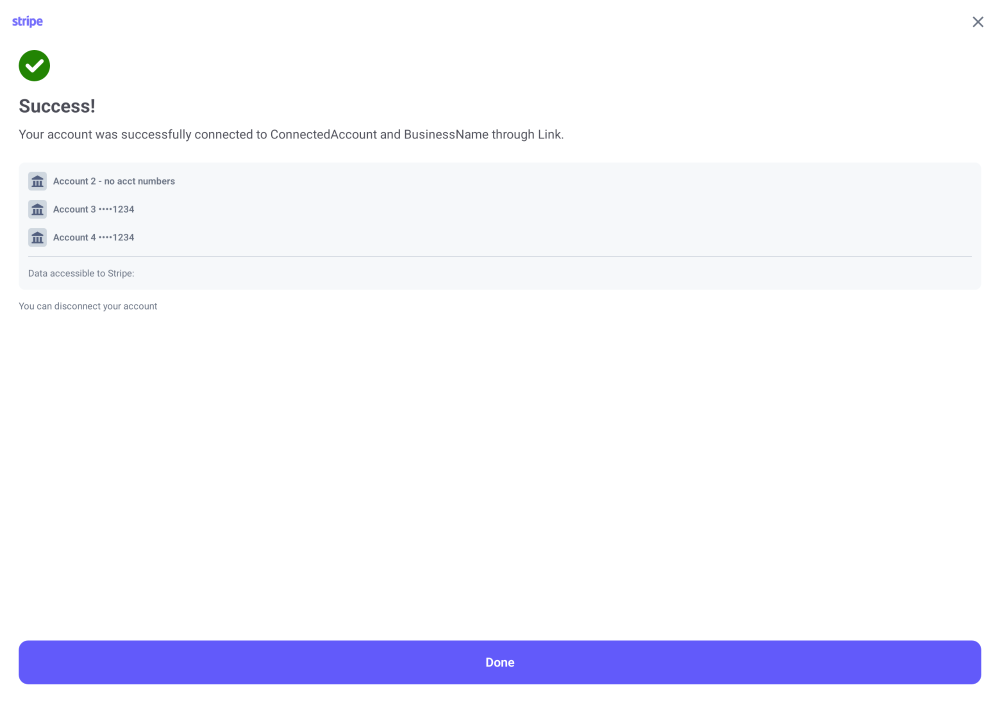 stripe
Success!
Your account was successfully connected to ConnectedAccount and BusinessName through Link.
Account 2 - no acct numbers
Account 3 ••••1234
Account 4 ••••1234
Data accessible to Stripe:
You can disconnect your account
Done